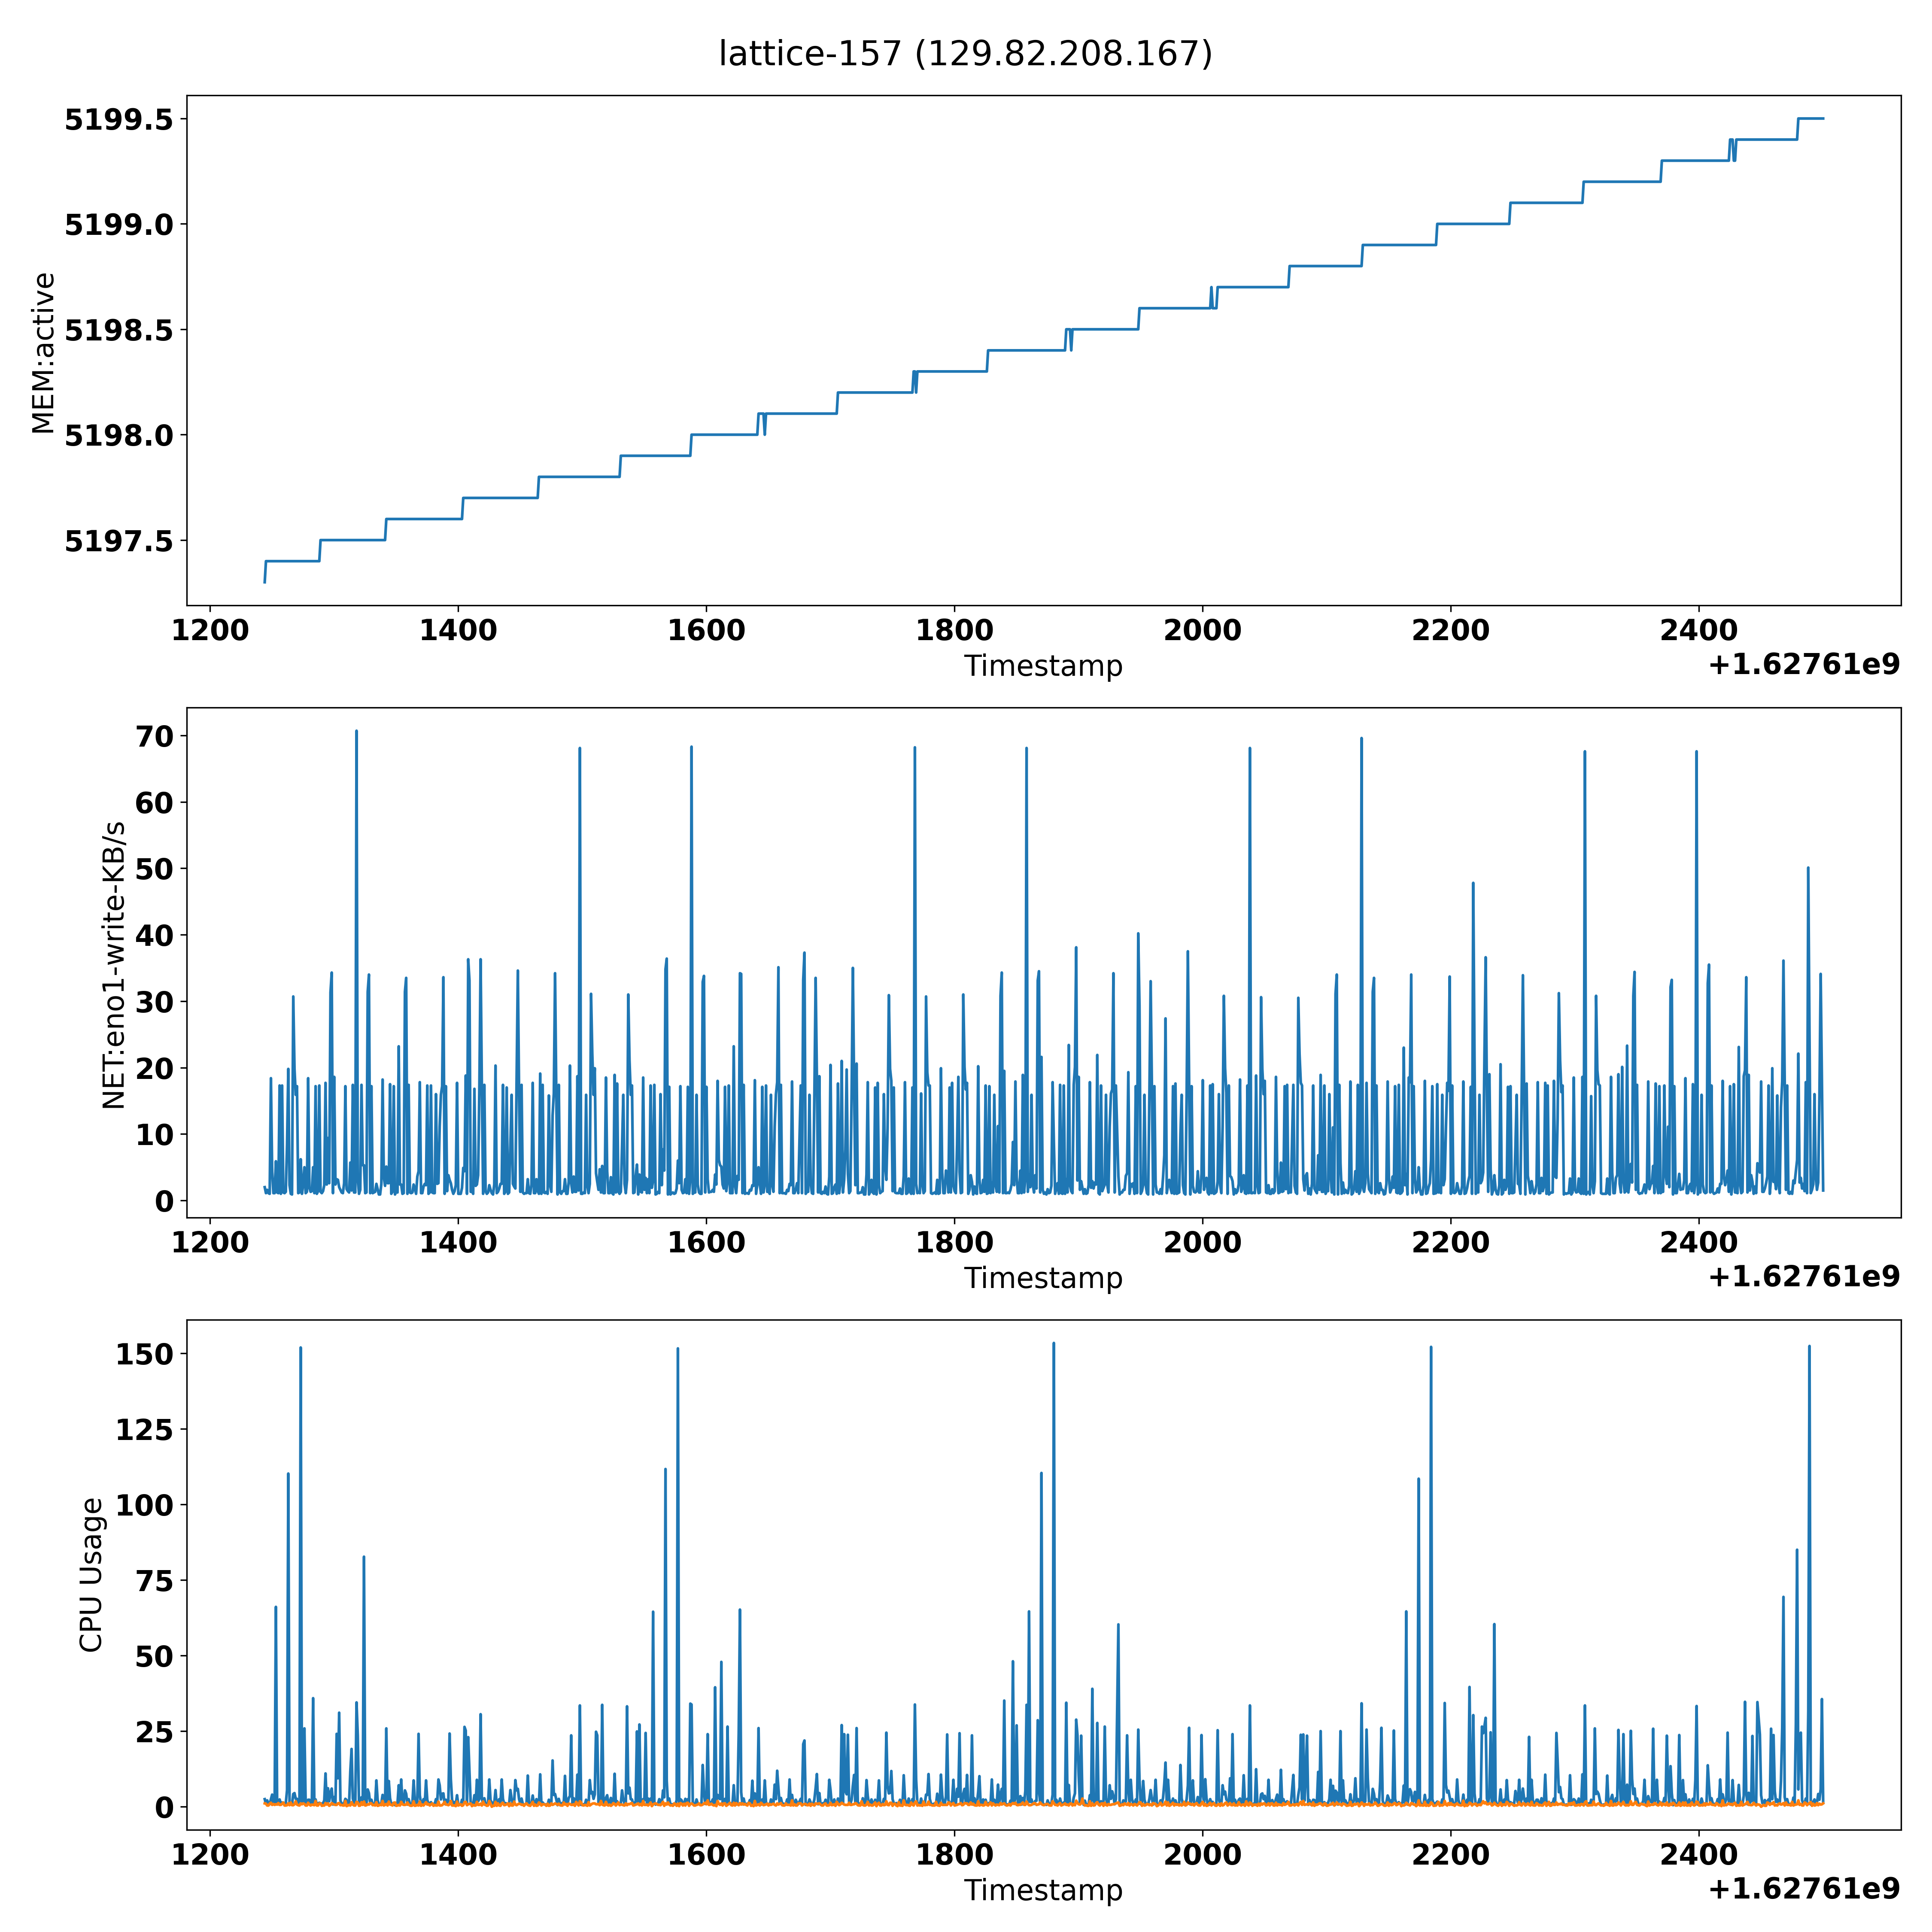 lattice-157 (129.82.208.167)
5199.5
5199.0
5198.5
5198.0
5197.5
MEM:active
1200 1400 1600 1800 2000 2200 2400
Timestamp
+1.62761e9
70
60
50
40
30
20
10
0
NET:eno1-write-KB/s
1200 1400 1600 1800 2000 2200 2400
Timestamp
+1.62761e9
150
125
100
75
50
25
0
CPU Usage
1200 1400 1600 1800 2000 2200 2400
Timestamp
+1.62761e9